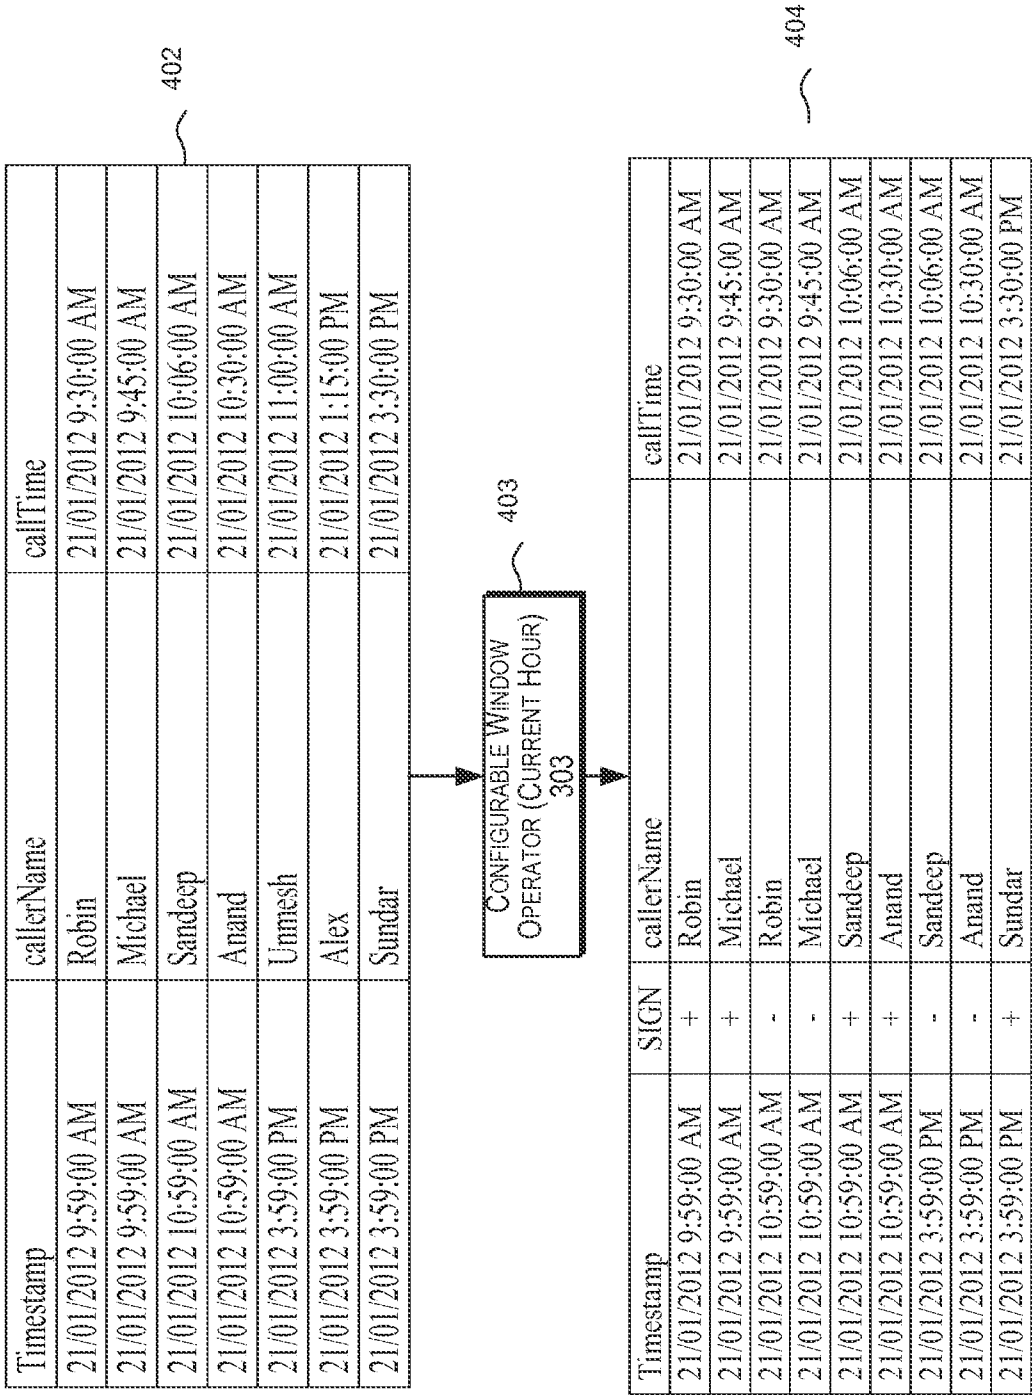 Timestamp callerName callTime
21/01/2012 9:59:00 AM Robin 21/01/2012 9:30:00 AM
21/01/2012 9:59:00 AM Michael 21/01/2012 9:45:00 AM
21/01/2012 10:59:00 AM Sandeep 21/01/2012 10:06:00 AM
21/01/2012 10:59:00 AM Anand 21/01/2012 10:30:00 AM
21/01/2012 3:59:00 PM Unmesh 21/01/2012 11:00:00 AM
21/01/2012 3:59:00 PM Alex 21/01/2012 1:15:00 PM
21/01/2012 3:59:00 PM Sundar 21/01/2012 3:30:00 PM
402
CONFIGURABLE WINDOW
OPERATOR (CURRENT HOUR)
303
403
Timestamp SIGN callerName callTime
21/01/2012 9:59:00 AM + Robin 21/01/2012 9:30:00 AM
21/01/2012 9:59:00 AM + Michael 21/01/2012 9:45:00 AM
21/01/2012 10:59:00 AM - Robin 21/01/2012 9:30:00 AM
21/01/2012 10:59:00 AM - Michael 21/01/2012 9:45:00 AM
21/01/2012 10:59:00 AM + Sandeep 21/01/2012 10:06:00 AM
21/01/2012 10:59:00 AM + Anand 21/01/2012 10:30:00 AM
21/01/2012 3:59:00 PM - Sandeep 21/01/2012 10:06:00 AM
21/01/2012 3:59:00 PM - Anand 21/01/2012 10:30:00 AM
21/01/2012 3:59:00 PM + Sundar 21/01/2012 3:30:00 PM
404